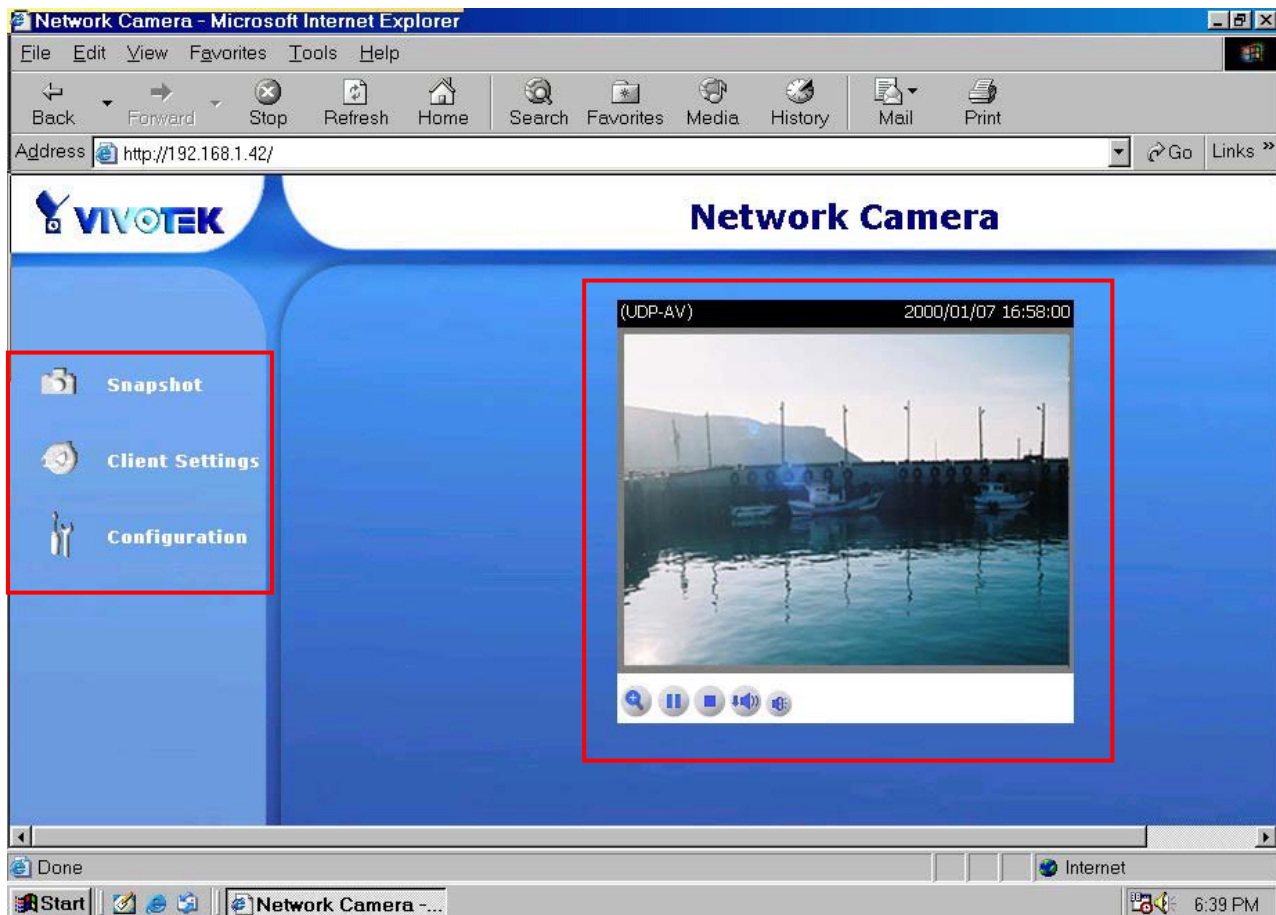 Network Camera - Microsoft Internet Explorer
File Edit View Favorites Tools Help
Back Forward Stop Refresh Home Search Favorites Media History Mail Print
Address http://192.168.1.42/ Go Links »
VIVOTEK
Network Camera
(UDP-AV) 2000/01/07 16:58:00
Snapshot
Client Settings
Configuration
Done Internet
Start Network Camera -... 6:39 PM